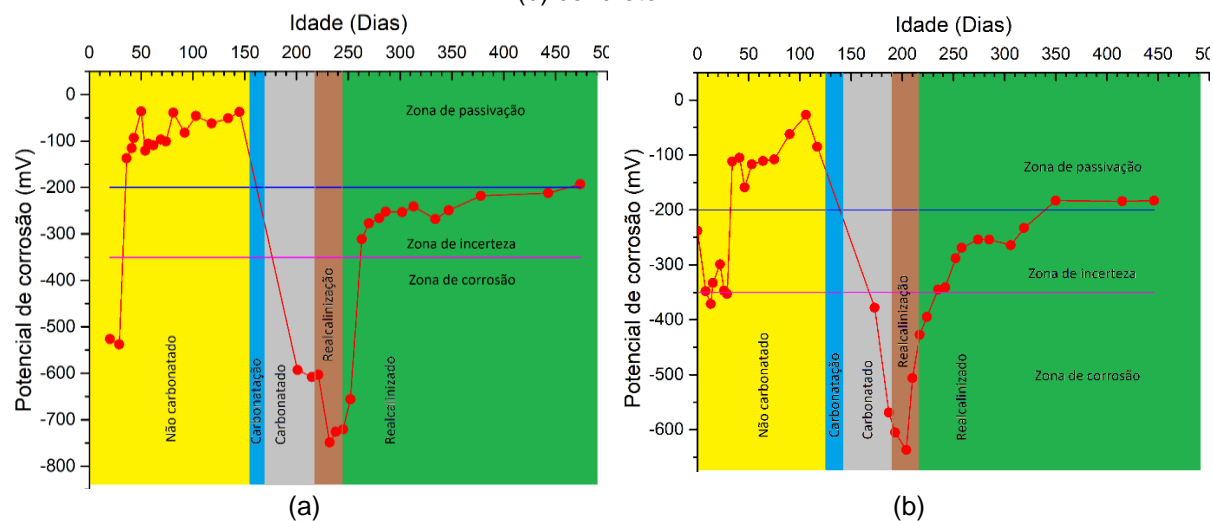 Idade (Dias)
0 50 100 150 200 250 300 350 400 450 50
0
-100
-200
-300
-400
-500
-600
-700
-800
Potencial de corrosão (mV)
Zona de passivação
Zona de incerteza
Zona de corrosão
Não carbonatado
Carbonatação
Carbonatado
Realcalinização
Realcalinizado
(a)
Idade (Dias)
0 50 100 150 200 250 300 350 400 450 50
0
-100
-200
-300
-400
-500
-600
Potencial de corrosão (mV)
Zona de passivação
Zona de incerteza
Zona de corrosão
Não carbonatado
Carbonatação
Carbonatado
Realcalinização
Realcalinizado
(b)